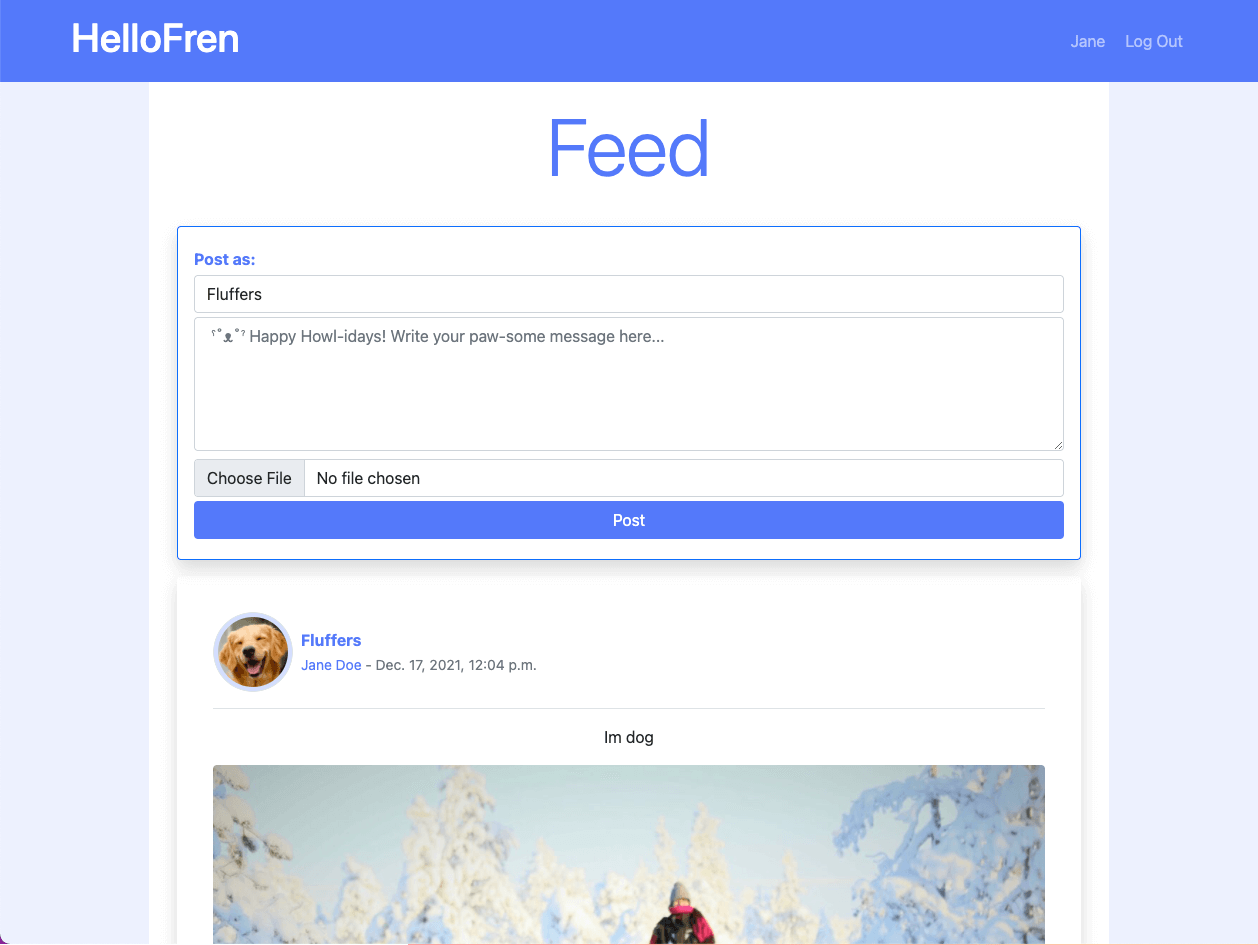 HelloFren
Jane Log Out
Feed
Post as:
Fluffers
ˤ˚ᴥ˚ˀ Happy Howl-idays! Write your paw-some message here...
Choose File No file chosen
Post
Fluffers
Jane Doe - Dec. 17, 2021, 12:04 p.m.
Im dog